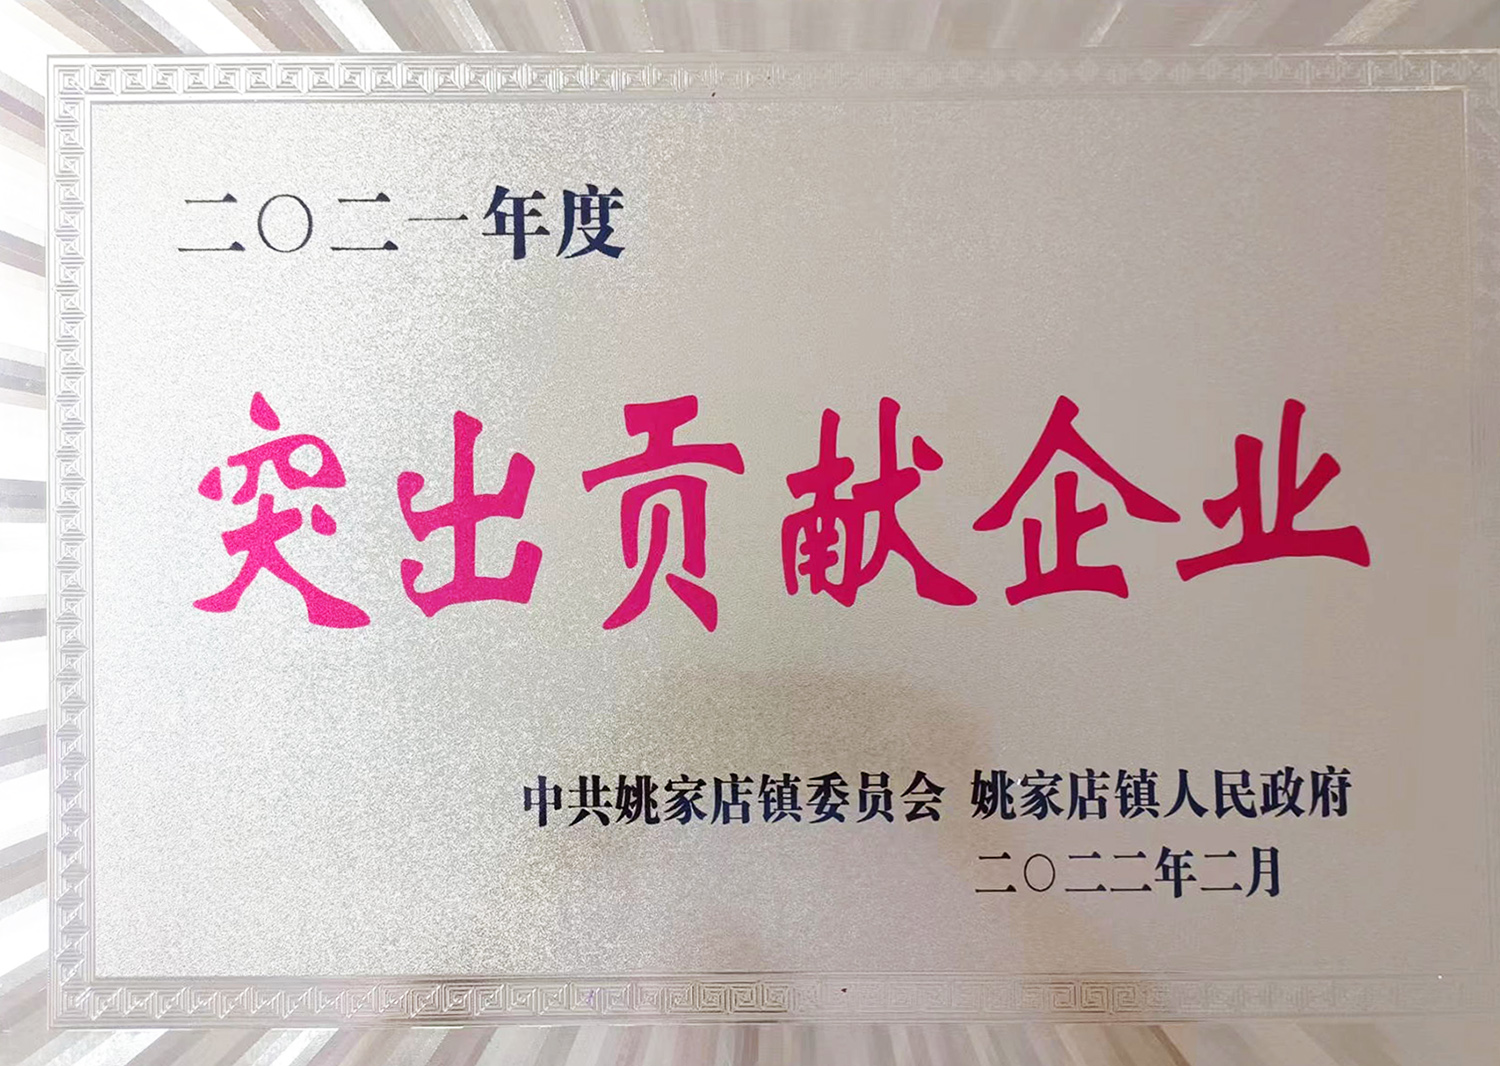 二〇二一年度
突出贡献企业
中共姚家店镇委员会 姚家店镇人民政府
二〇二二年二月